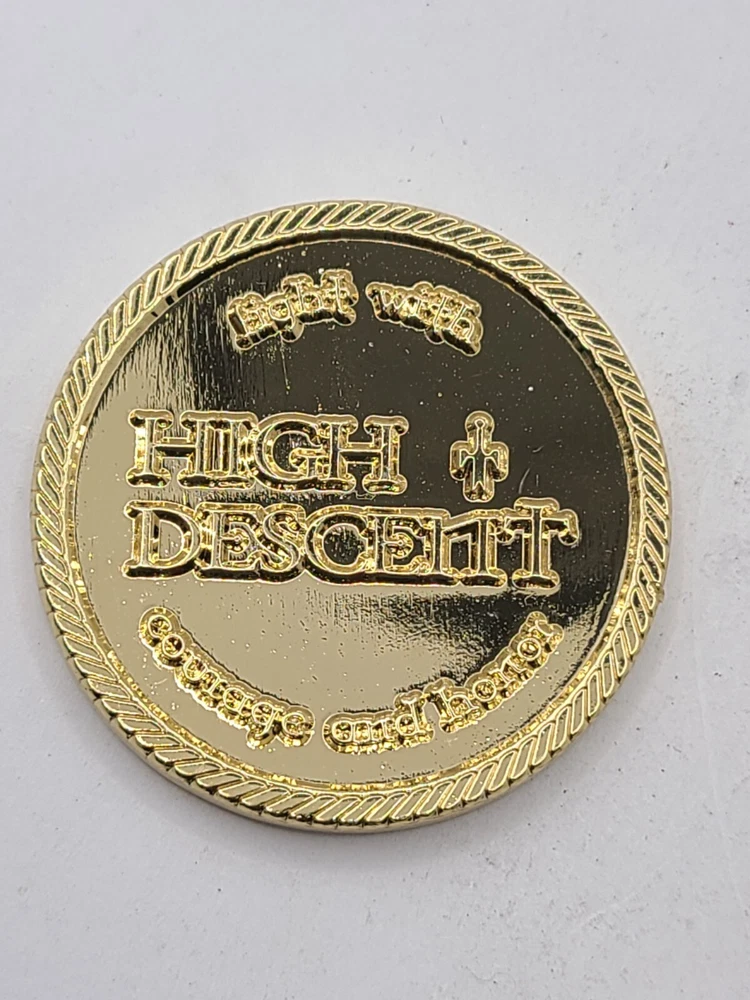 fight with
HIGH
DESCENT
courage and honor